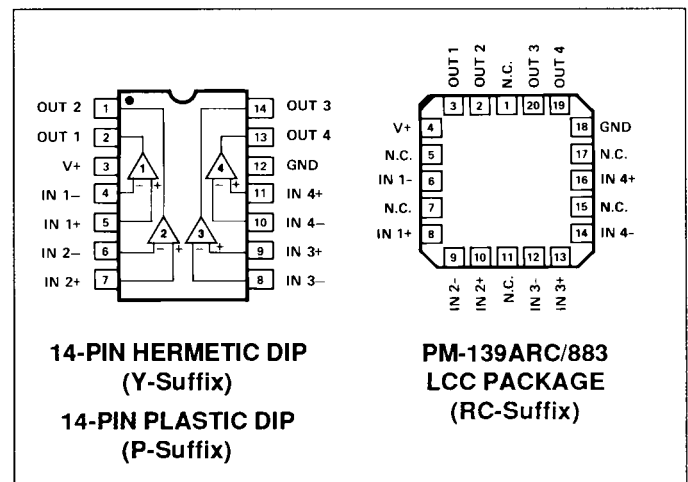 OUT 2 1
OUT 1 2
V+ 3
IN 1– 4
IN 1+ 5
IN 2– 6
IN 2+ 7
14 OUT 3
13 OUT 4
12 GND
11 IN 4+
10 IN 4–
9 IN 3+
8 IN 3–
1 – +
4 – +
2 – +
3 – +
14-PIN HERMETIC DIP
(Y-Suffix)
14-PIN PLASTIC DIP
(P-Suffix)
OUT 1
OUT 2
N.C.
OUT 3
OUT 4
3 2 1 20 19
V+ 4
N.C. 5
IN 1- 6
N.C. 7
IN 1+ 8
18 GND
17 N.C.
16 IN 4+
15 N.C.
14 IN 4-
9 10 11 12 13
IN 2-
IN 2+
N.C.
IN 3-
IN 3+
PM-139ARC/883
LCC PACKAGE
(RC-Suffix)